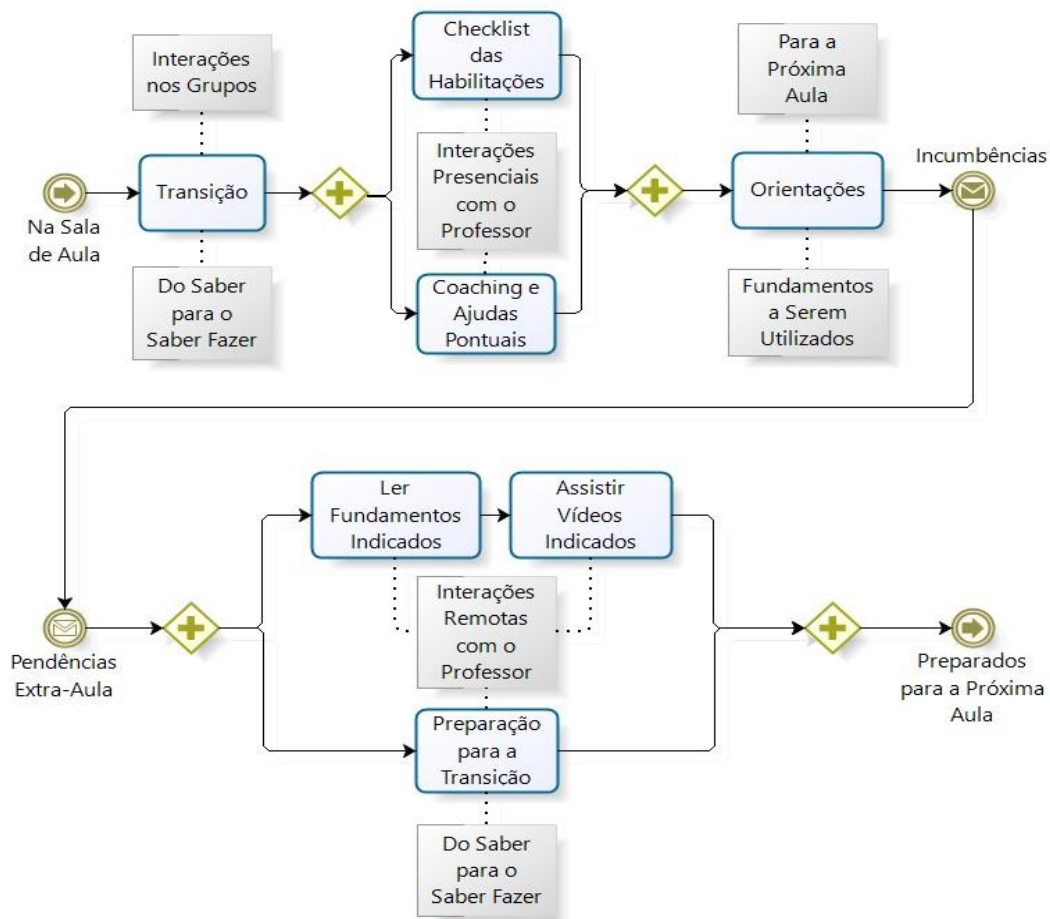 Interações
nos Grupos
Checklist
das
Habilitações
Para a
Próxima
Aula
Na Sala
de Aula
Transição
Interações
Presenciais
com o
Professor
Orientações
Incumbências
Do Saber
para o
Saber Fazer
Coaching e
Ajudas
Pontuais
Fundamentos
a Serem
Utilizados
Ler
Fundamentos
Indicados
Assistir
Vídeos
Indicados
Pendências
Extra-Aula
Interações
Remotas
com o
Professor
Preparados
para a Próxima
Aula
Preparação
para a
Transição
Do Saber
para o
Saber Fazer